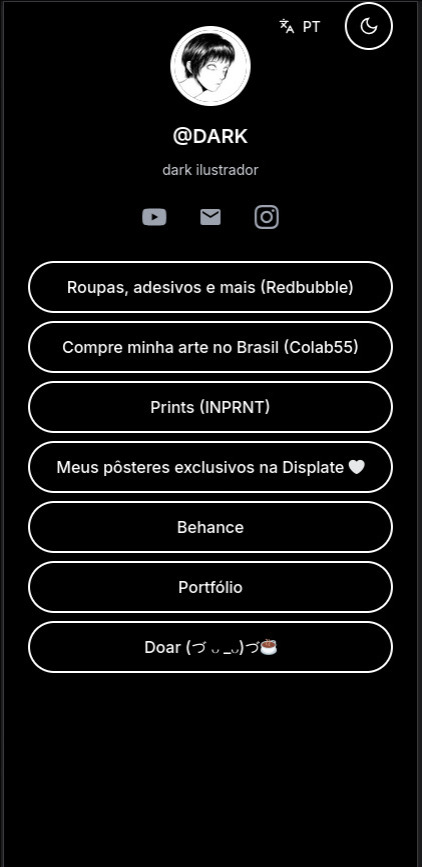 PT
@DARK
dark ilustrador
Roupas, adesivos e mais (Redbubble)
Compre minha arte no Brasil (Colab55)
Prints (INPRNT)
Meus pôsteres exclusivos na Displate 🤍
Behance
Portfólio
Doar (づ ᴗ _ᴗ)づ☕